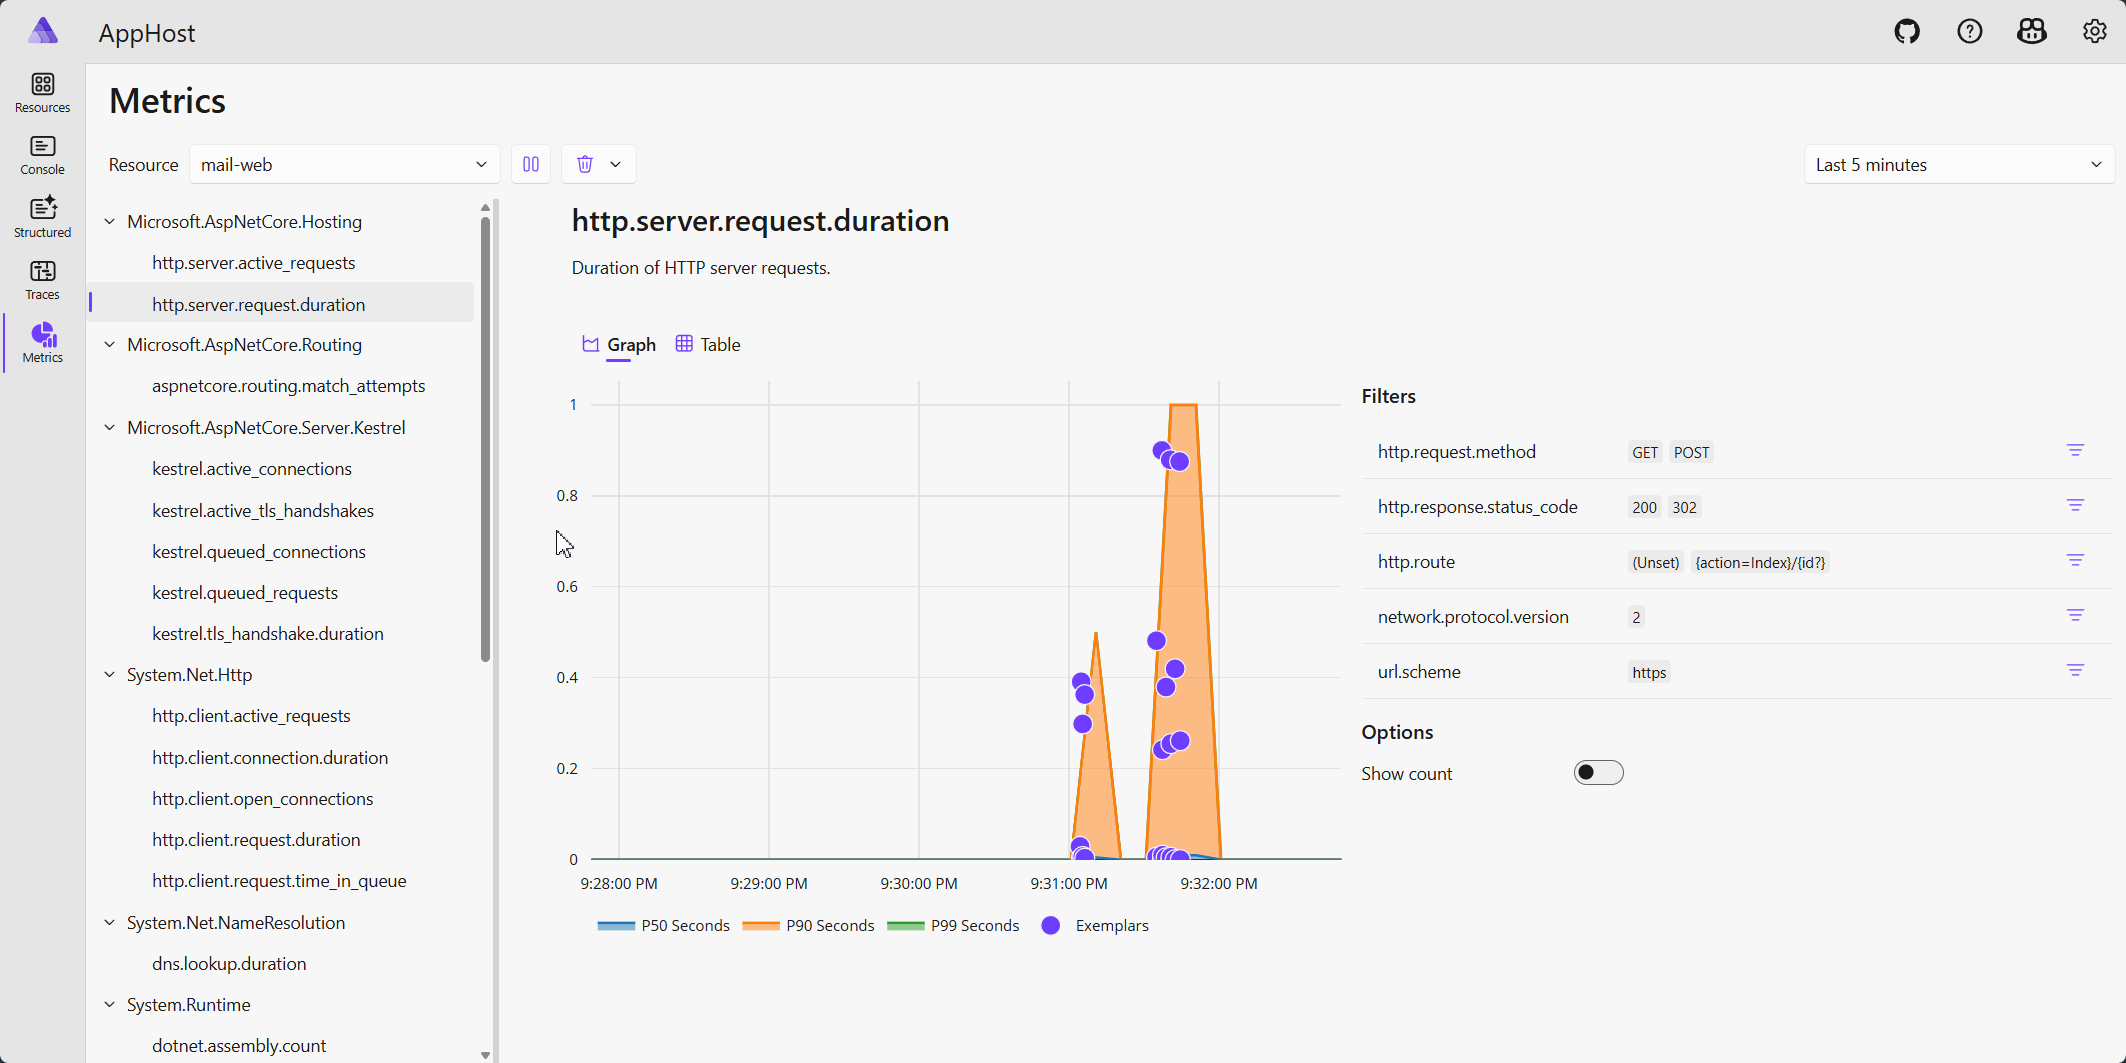 AppHost
Resources
Console
Structured
Traces
Metrics
Metrics
Resource
mail-web
Last 5 minutes
Microsoft.AspNetCore.Hosting
http.server.active_requests
http.server.request.duration
Microsoft.AspNetCore.Routing
aspnetcore.routing.match_attempts
Microsoft.AspNetCore.Server.Kestrel
kestrel.active_connections
kestrel.active_tls_handshakes
kestrel.queued_connections
kestrel.queued_requests
kestrel.tls_handshake.duration
System.Net.Http
http.client.active_requests
http.client.connection.duration
http.client.open_connections
http.client.request.duration
http.client.request.time_in_queue
System.Net.NameResolution
dns.lookup.duration
System.Runtime
dotnet.assembly.count
http.server.request.duration
Duration of HTTP server requests.
Graph Table
1
0.8
0.6
0.4
0.2
0
9:28:00 PM 9:29:00 PM 9:30:00 PM 9:31:00 PM 9:32:00 PM
P50 Seconds P90 Seconds P99 Seconds Exemplars
Filters
http.request.method GET POST
http.response.status_code 200 302
http.route (Unset) {action=Index}/{id?}
network.protocol.version 2
url.scheme https
Options
Show count